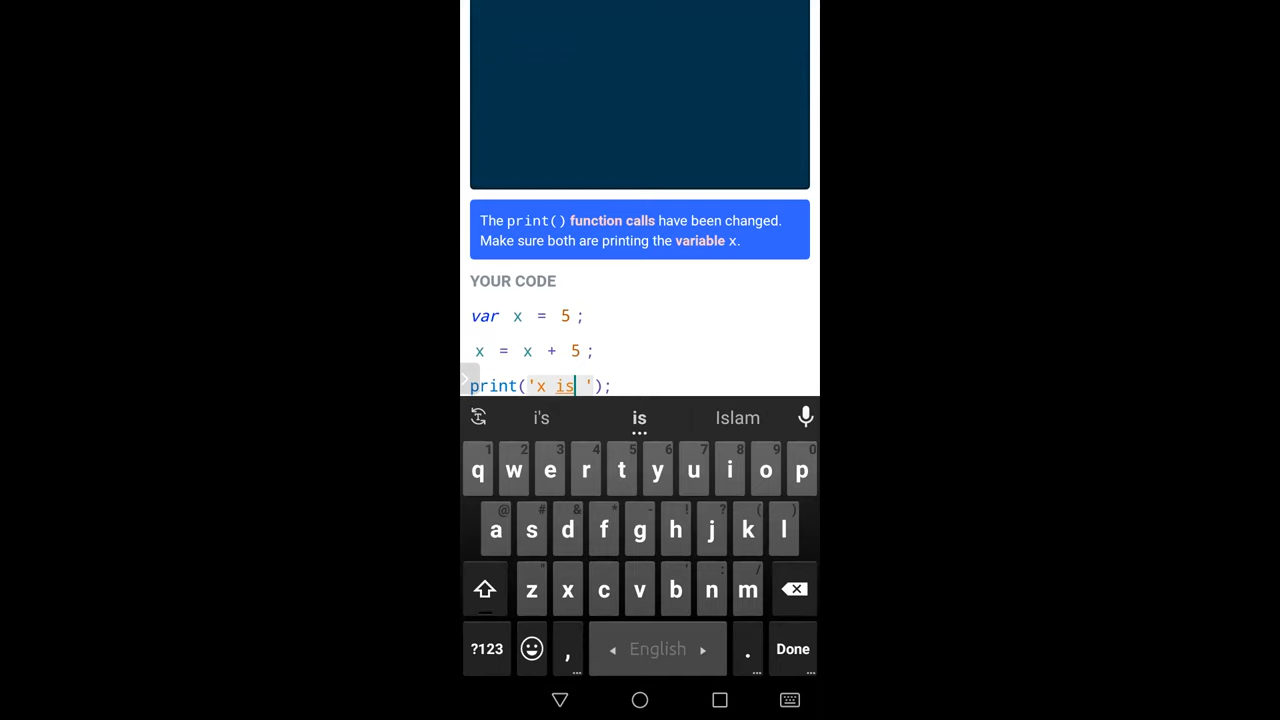 The print() function calls have been changed.
Make sure both are printing the variable x.
YOUR CODE
var x = 5;
x = x + 5;
print('x is ');
i's is Islam
1 2 3 4 5 6 7 8 9 0
q w e r t y u i o p
@ # & * - ! ? ( )
a s d f g h j k l
" ' : /
z x c v b n m
?123 , ◂ English ▸ . Done